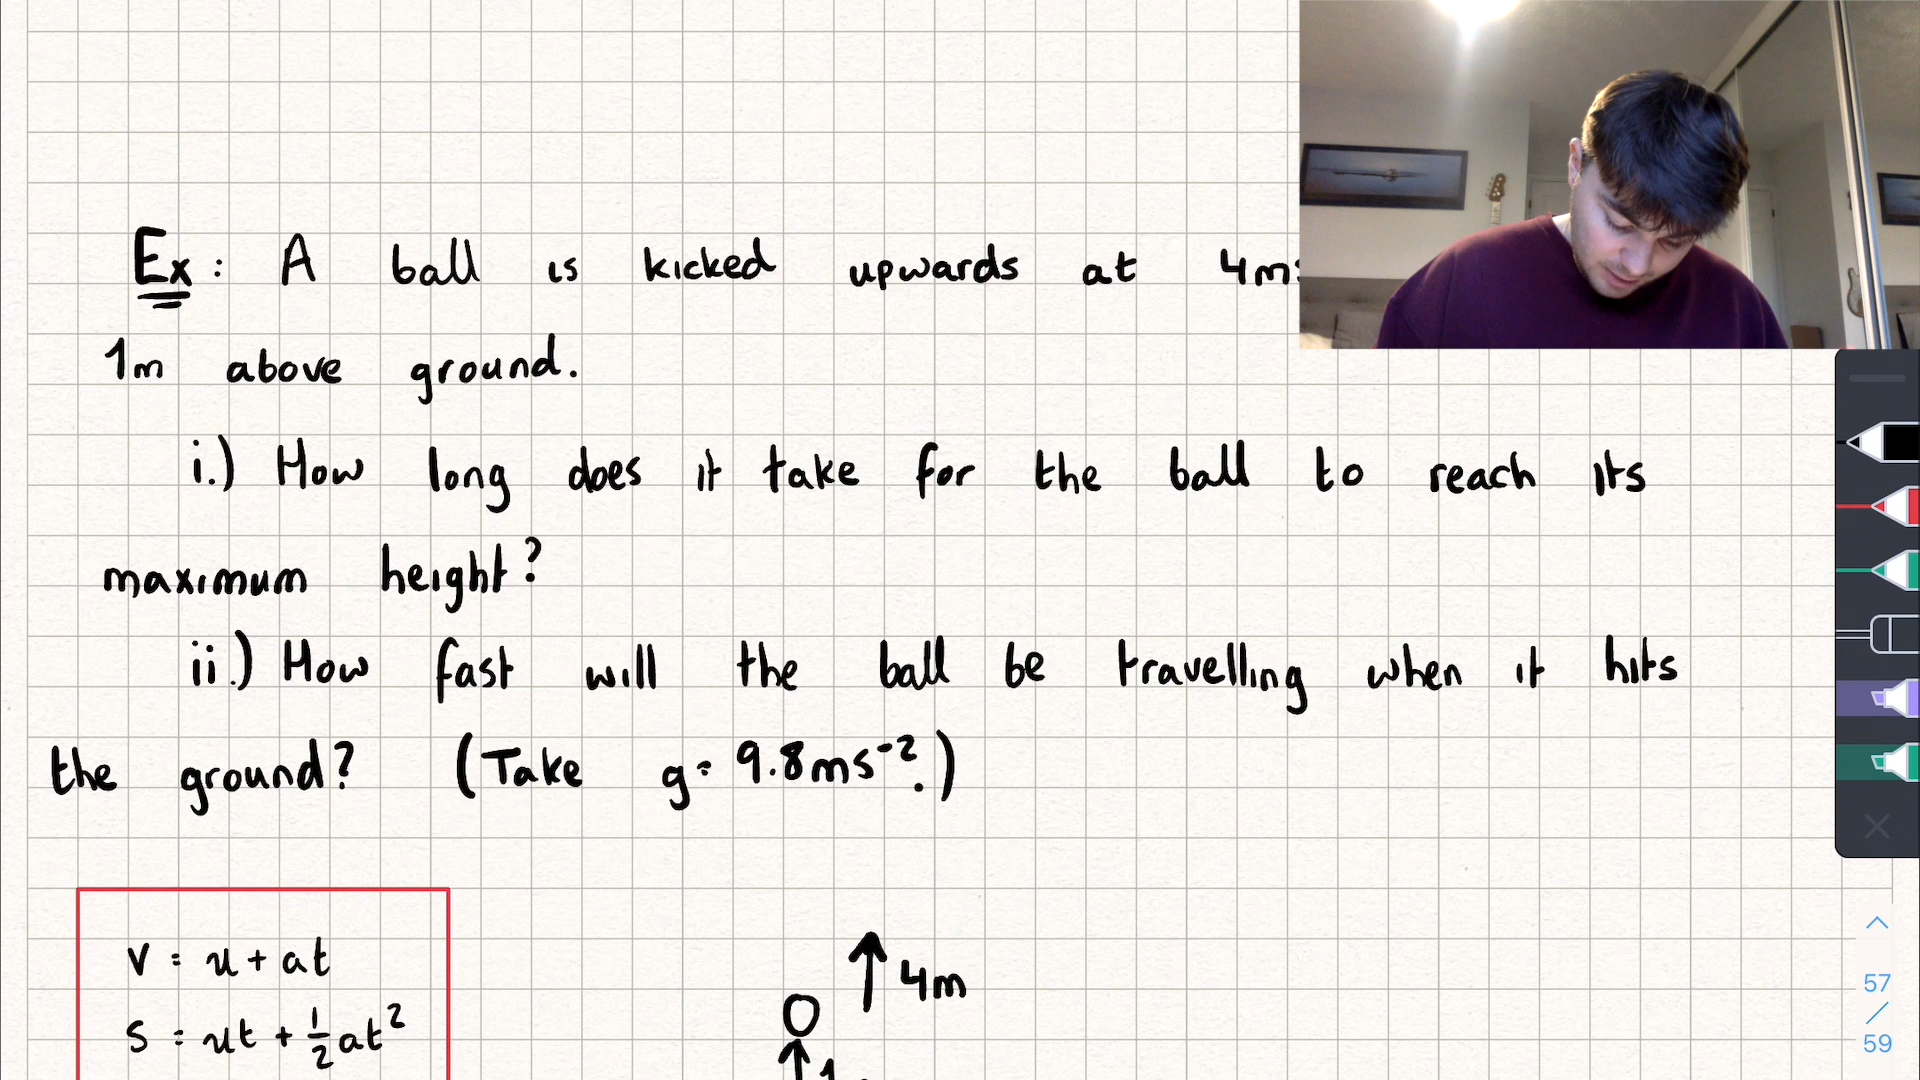 Ex: A ball is kicked upwards at
1m above ground.
i.) How long does it take for the ball to reach its
maximum height?
ii.) How fast will the ball be travelling when it hits
the ground? (Take g = 9.8ms⁻².)
v = u + at
s = ut + ½at²
4m
57
/
59